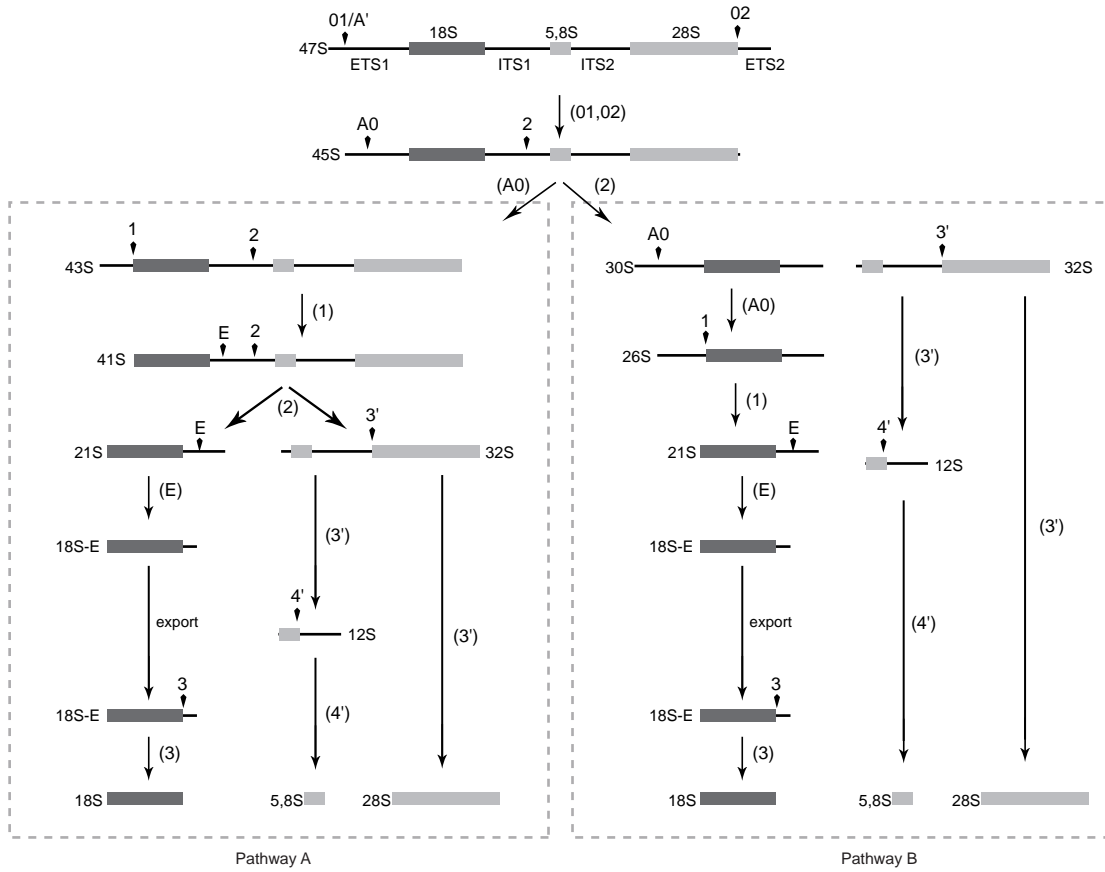 01/A' 18S 5,8S 28S 02
47S
ETS1 ITS1 ITS2 ETS2
(01,02)
A0 2
45S
(A0) (2)
1 2
43S
(1)
E 2
41S
(2)
E 3'
21S 32S
(E)
(3')
18S-E
4'
export
12S
(3')
3
18S-E
(4')
(3)
18S 5,8S 28S
Pathway A
A0 3'
30S 32S
(A0)
1
26S
(3')
(1)
E 4'
21S
12S
(E)
(3')
18S-E
export
(4')
3
18S-E
(3)
18S 5,8S 28S
Pathway B